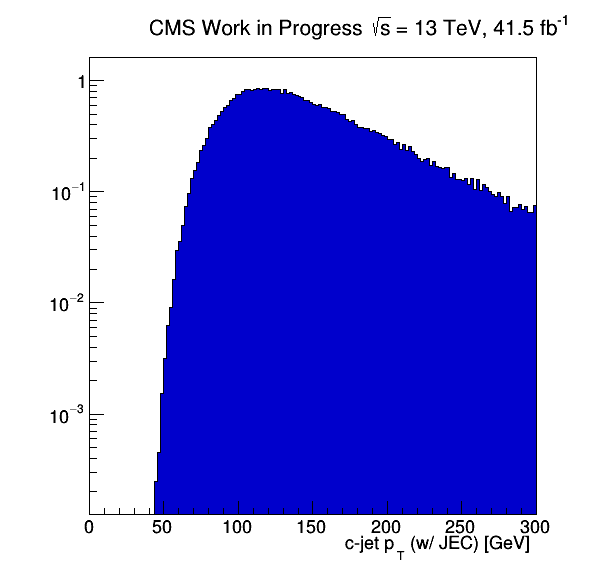 CMS Work in Progress √s = 13 TeV, 41.5 fb⁻¹
1
10⁻¹
10⁻²
10⁻³
0 50 100 150 200 250 300
c-jet p_T (w/ JEC) [GeV]